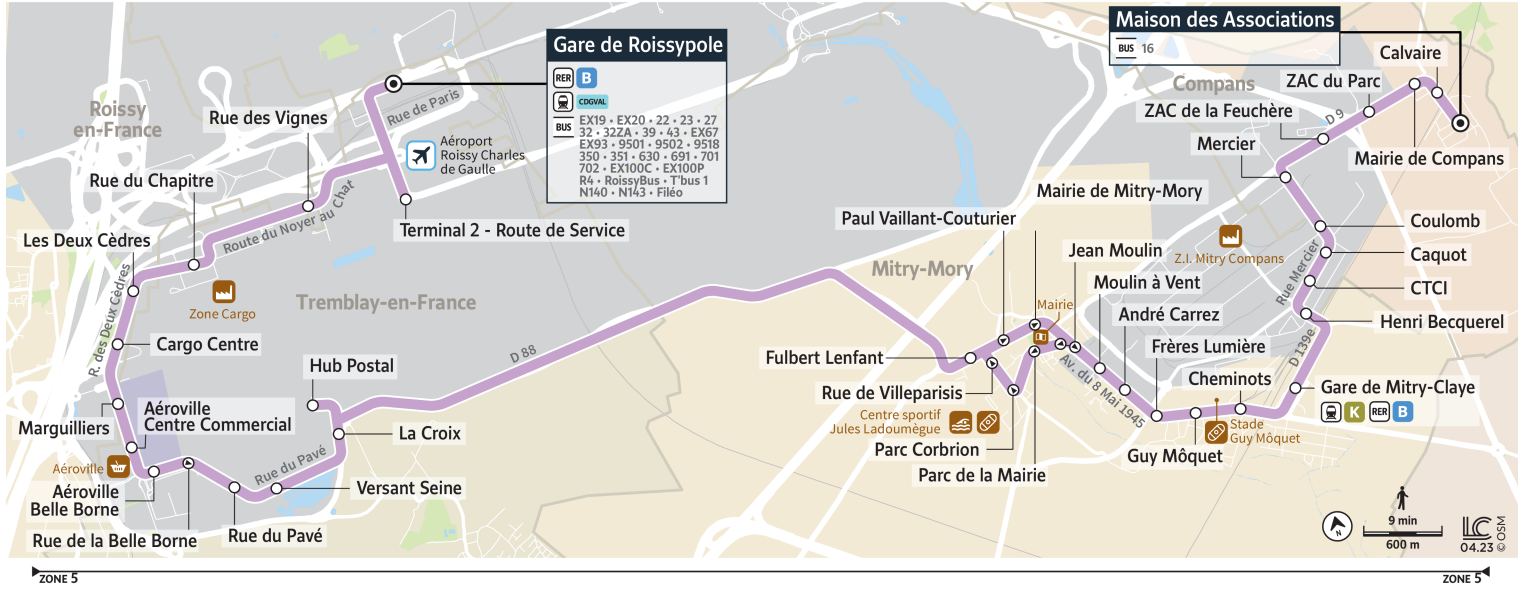 Maison des Associations
BUS 16
Gare de Roissypole
RER B
CDGVAL
BUS
EX19 • EX20 • 22 • 23 • 27
32 • 32ZA • 39 • 43 • EX67
EX93 • 9501 • 9502 • 9518
350 • 351 • 630 • 691 • 701
702 • EX100C • EX100P
R4 • RoissyBus • T'bus 1
N140 • N143 • Filéo
Calvaire
Compans
ZAC du Parc
ZAC de la Feuchère
D 9
Mercier
Mairie de Compans
Roissy
en-France
Rue des Vignes
Rue de Paris
Aéroport
Roissy Charles
de Gaulle
Rue du Chapitre
Route du Noyer au Chat
Terminal 2 - Route de Service
Les Deux Cèdres
R. des Deux Cèdres
Zone Cargo
Tremblay-en-France
Cargo Centre
Hub Postal
D 88
Marguilliers
Aéroville
Centre Commercial
Aéroville
Aéroville
Belle Borne
Rue de la Belle Borne
Rue du Pavé
Rue du Pavé
Versant Seine
La Croix
Mitry-Mory
Mairie de Mitry-Mory
Paul Vaillant-Couturier
Jean Moulin
Moulin à Vent
André Carrez
Frères Lumière
Mairie
Fulbert Lenfant
Rue de Villeparisis
Centre sportif
Jules Ladoumègue
Parc Corbrion
Parc de la Mairie
Av. du 8 Mai 1945
Z.I. Mitry Compans
Rue Mercier
Coulomb
Caquot
CTCI
Henri Becquerel
D 139e
Cheminots
Gare de Mitry-Claye
K RER B
Stade
Guy Môquet
Guy Môquet
N
9 min
600 m
LC
04.23
© OSM
ZONE 5
ZONE 5